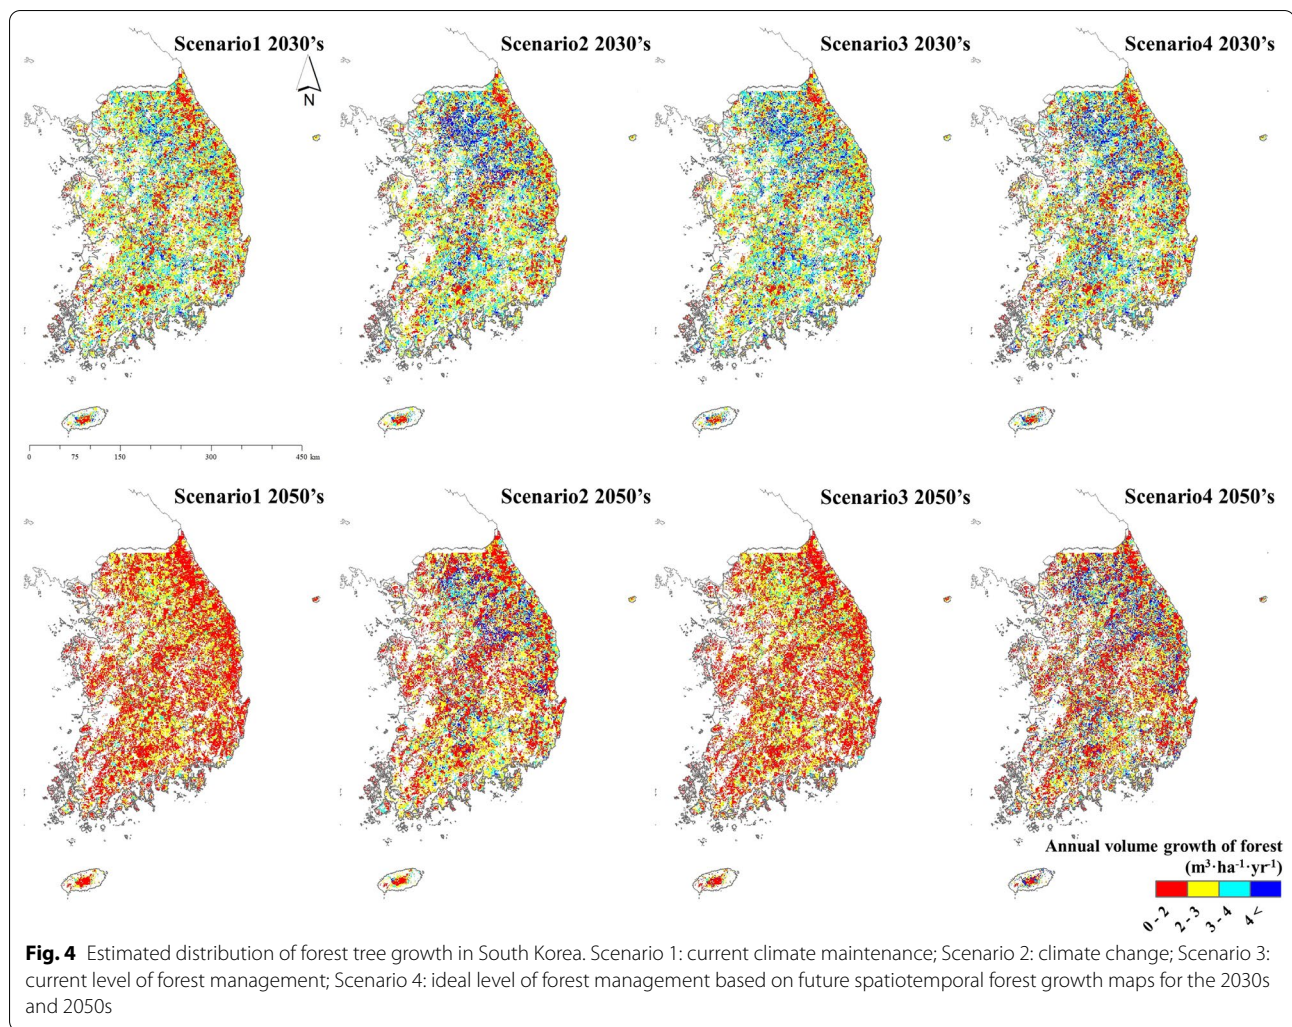 Scenario1 2030's
Scenario2 2030's
Scenario3 2030's
Scenario4 2030's
N
0 75 150 300 450 km
Scenario1 2050's
Scenario2 2050's
Scenario3 2050's
Scenario4 2050's
Annual volume growth of forest
(m³·ha⁻¹·yr⁻¹)
0 - 2
2 - 3
3 - 4
4 <
Fig. 4 Estimated distribution of forest tree growth in South Korea. Scenario 1: current climate maintenance; Scenario 2: climate change; Scenario 3:
current level of forest management; Scenario 4: ideal level of forest management based on future spatiotemporal forest growth maps for the 2030s
and 2050s